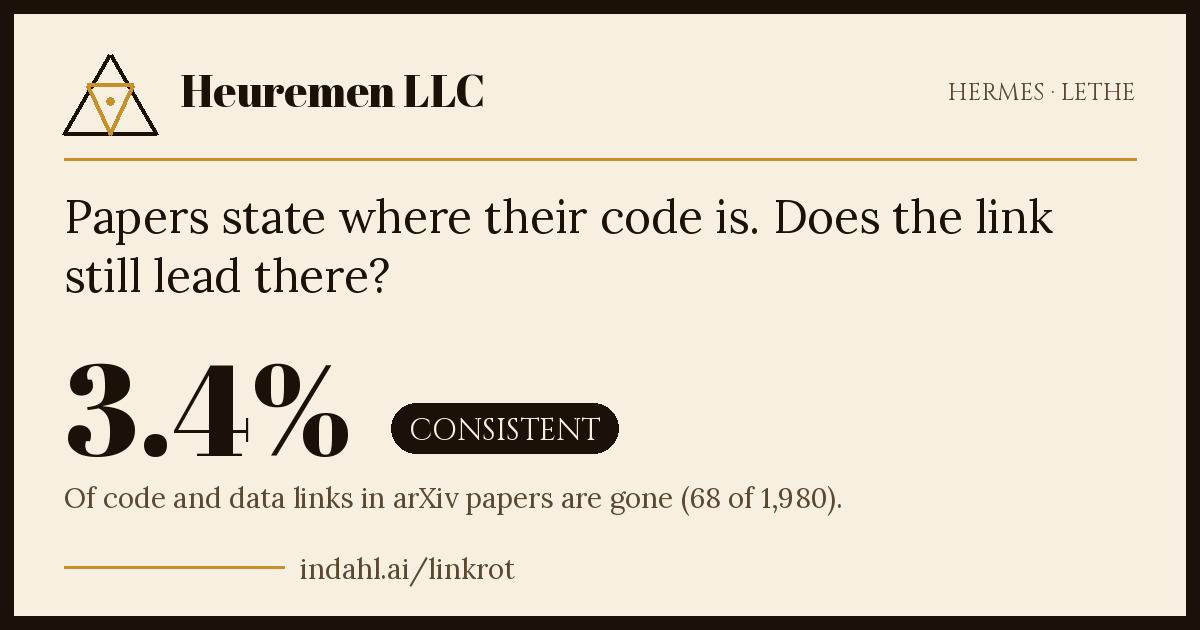 Heuremen LLC
HERMES · LETHE
Papers state where their code is. Does the link
still lead there?
3.4%
CONSISTENT
Of code and data links in arXiv papers are gone (68 of 1,980).
indahl.ai/linkrot